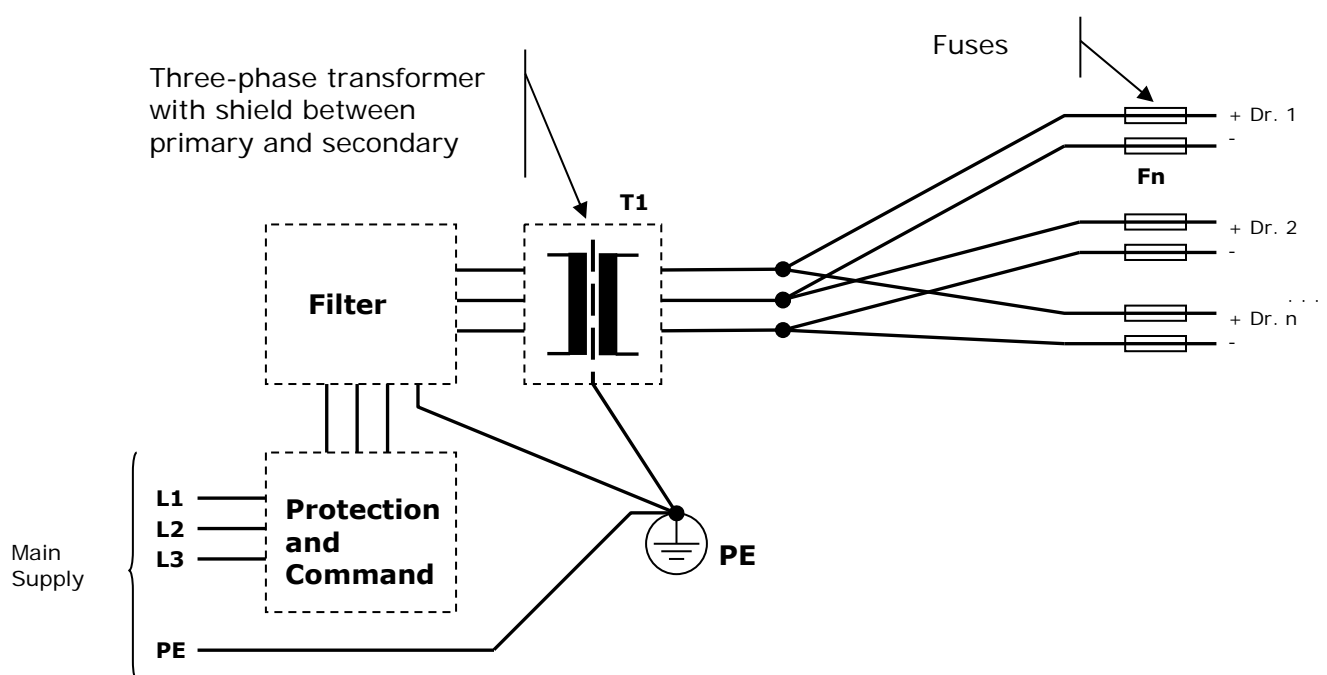 Fuses
Three-phase transformer
with shield between
primary and secondary
+ Dr. 1
-
Fn
T1
+ Dr. 2
-
Filter
. . .
+ Dr. n
-
L1
L2
L3
Protection
and
Command
Main
Supply
PE
PE